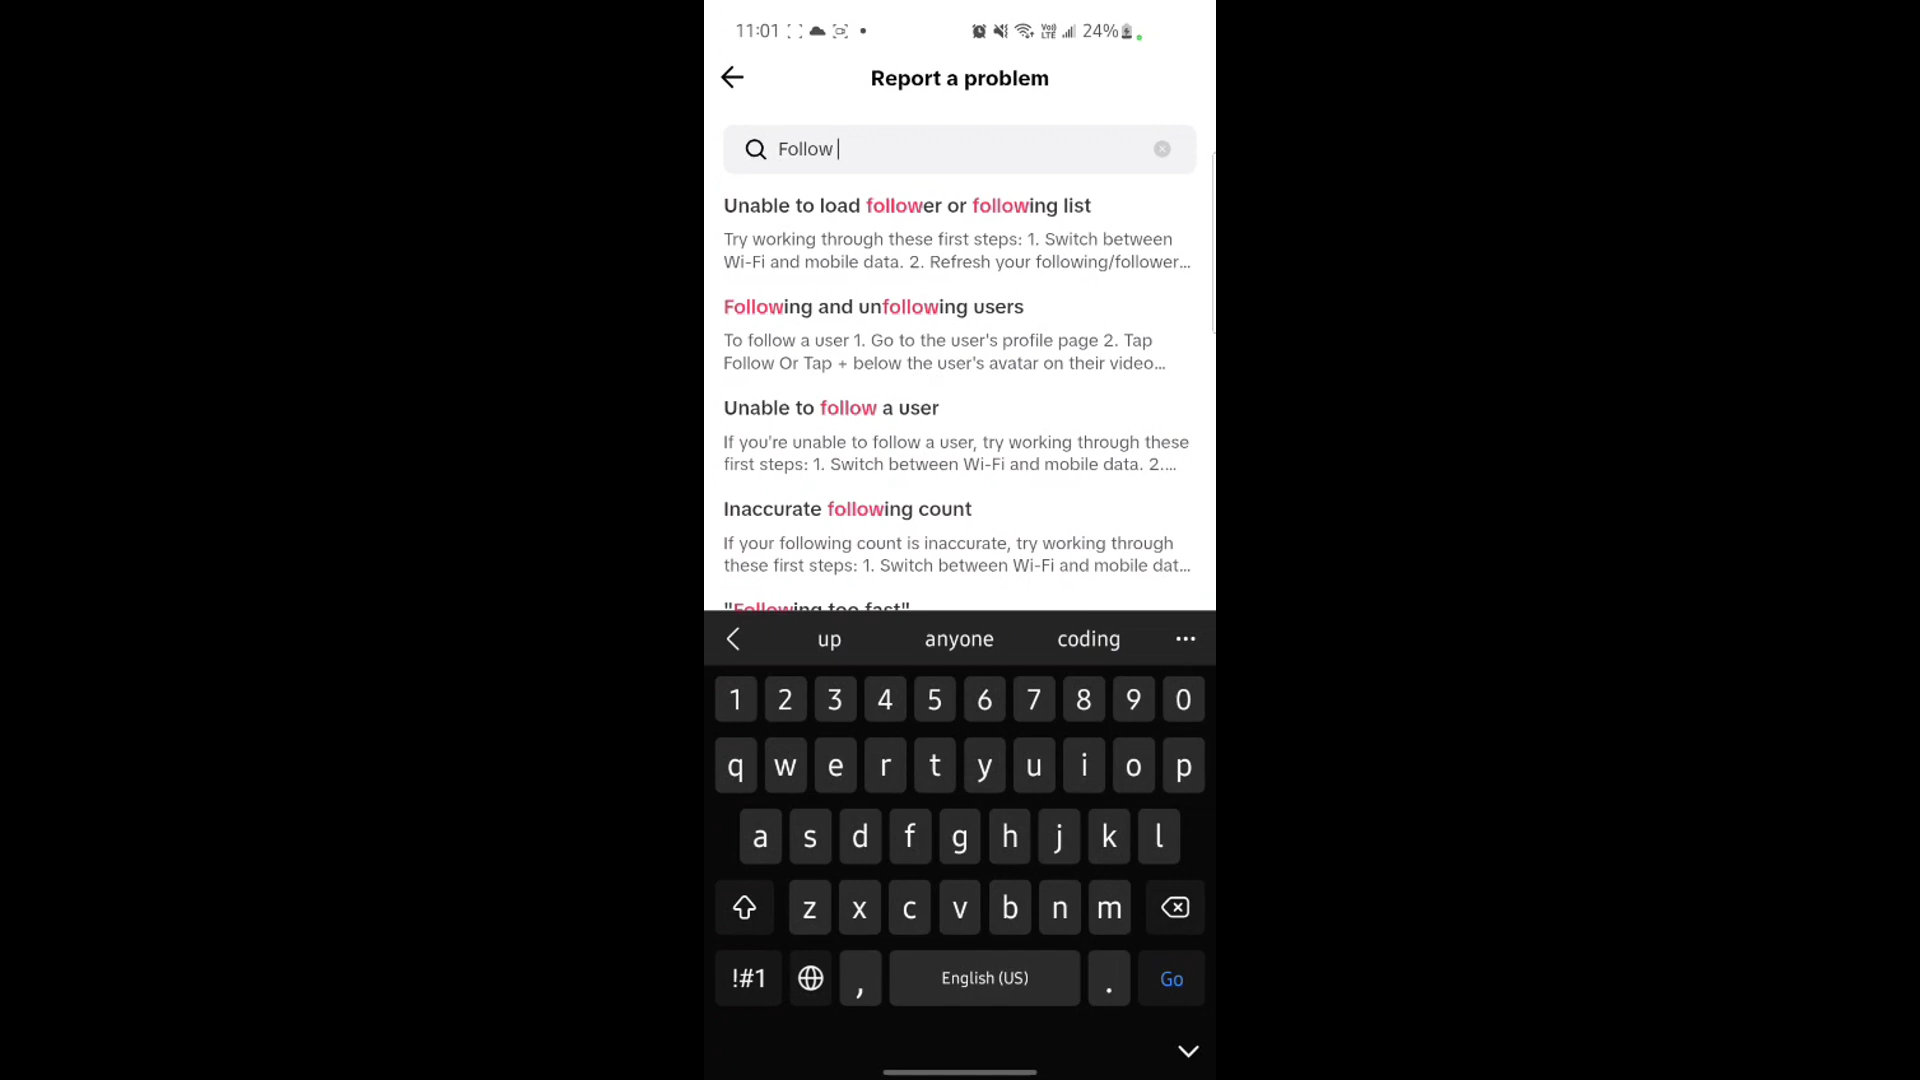 11:01
VoLTE
24%
Report a problem
Follow
Unable to load follower or following list
Try working through these first steps: 1. Switch between
Wi-Fi and mobile data. 2. Refresh your following/follower...
Following and unfollowing users
To follow a user 1. Go to the user's profile page 2. Tap
Follow Or Tap + below the user's avatar on their video...
Unable to follow a user
If you're unable to follow a user, try working through these
first steps: 1. Switch between Wi-Fi and mobile data. 2....
Inaccurate following count
If your following count is inaccurate, try working through
these first steps: 1. Switch between Wi-Fi and mobile dat...
"Following too fast"
up anyone coding ...
1 2 3 4 5 6 7 8 9 0
q w e r t y u i o p
a s d f g h j k l
z x c v b n m
!#1 , English (US) . Go